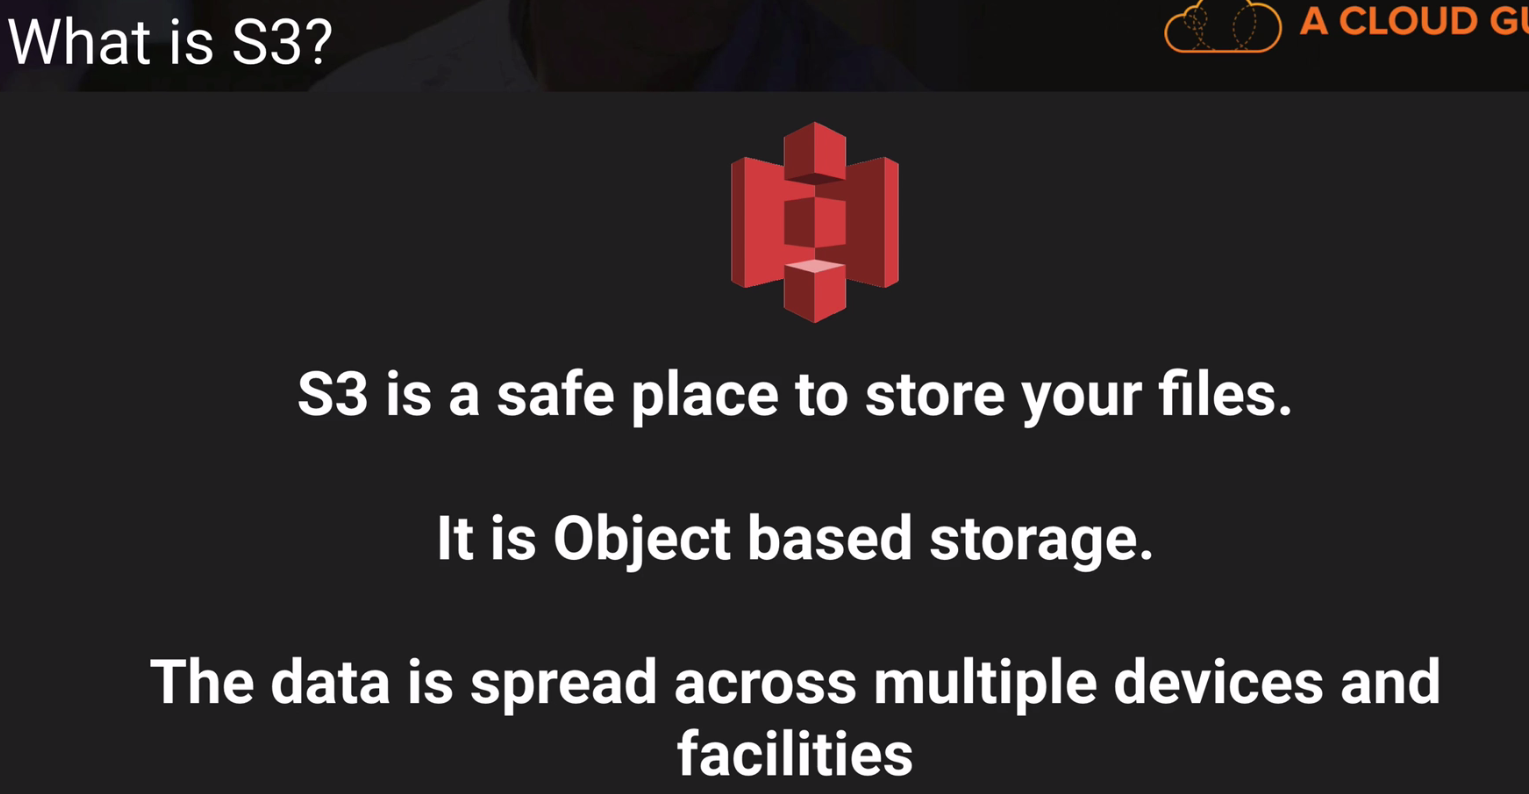 What is S3?
A CLOUD GU
S3 is a safe place to store your files.
It is Object based storage.
The data is spread across multiple devices and
facilities